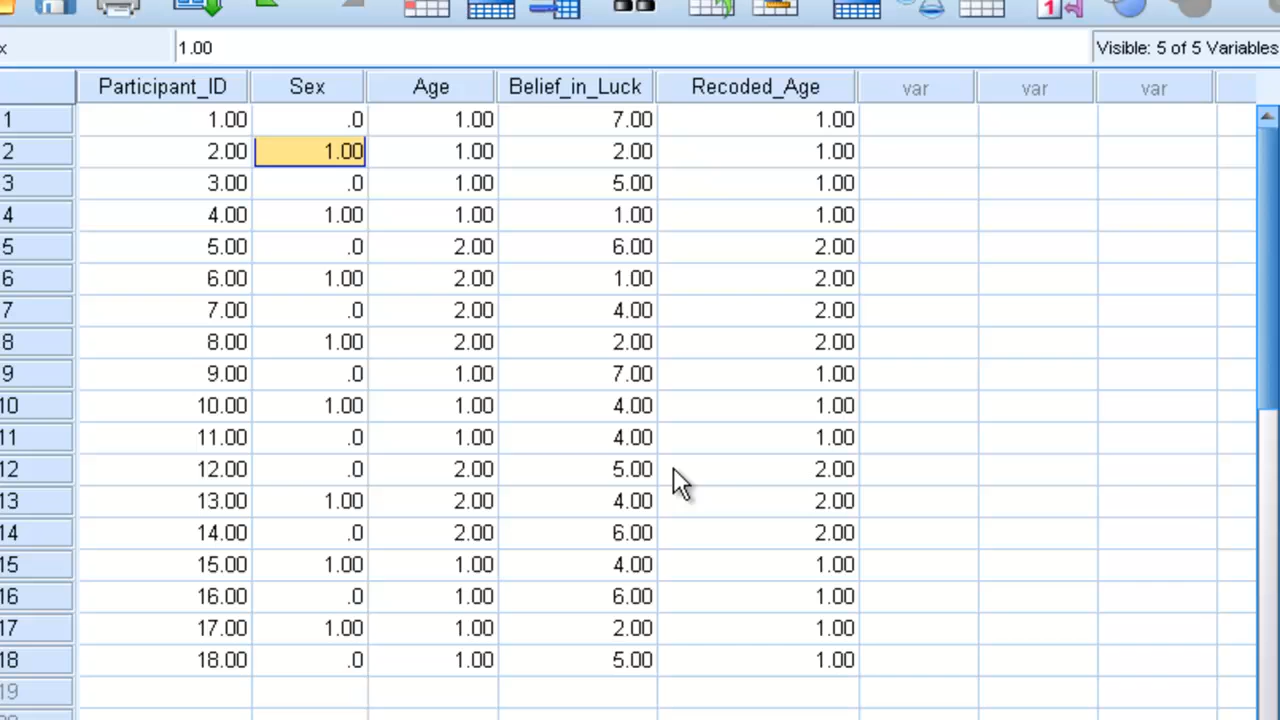 1
x 1.00 Visible: 5 of 5 Variables
Participant_ID Sex Age Belief_in_Luck Recoded_Age var var var
1 1.00 .0 1.00 7.00 1.00
2 2.00 1.00 1.00 2.00 1.00
3 3.00 .0 1.00 5.00 1.00
4 4.00 1.00 1.00 1.00 1.00
5 5.00 .0 2.00 6.00 2.00
6 6.00 1.00 2.00 1.00 2.00
7 7.00 .0 2.00 4.00 2.00
8 8.00 1.00 2.00 2.00 2.00
9 9.00 .0 1.00 7.00 1.00
10 10.00 1.00 1.00 4.00 1.00
11 11.00 .0 1.00 4.00 1.00
12 12.00 .0 2.00 5.00 2.00
13 13.00 1.00 2.00 4.00 2.00
14 14.00 .0 2.00 6.00 2.00
15 15.00 1.00 1.00 4.00 1.00
16 16.00 .0 1.00 6.00 1.00
17 17.00 1.00 1.00 2.00 1.00
18 18.00 .0 1.00 5.00 1.00
19